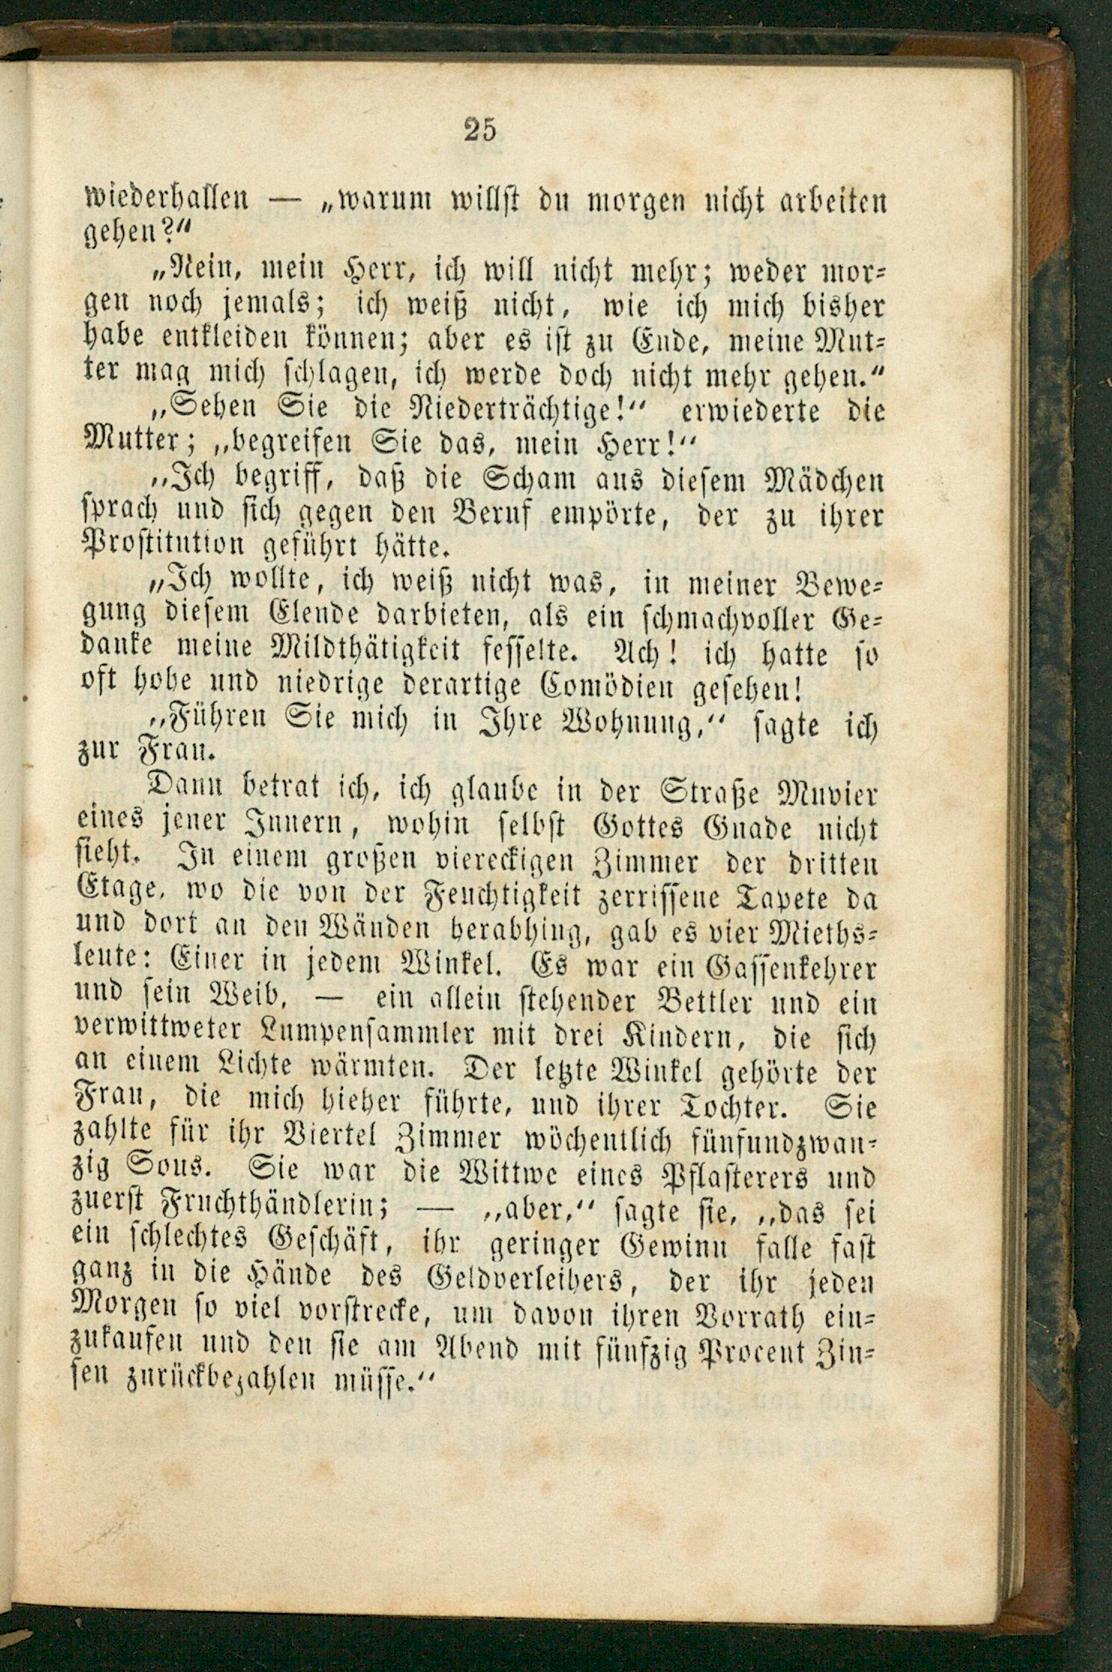 25
wiederhallen — „warum willst du morgen nicht arbeiten
gehen?“
„Nein, mein Herr, ich will nicht mehr; weder mor-
gen noch jemals; ich weiß nicht, wie ich mich bisher
habe entkleiden können; aber es ist zu Ende, meine Mut-
ter mag mich schlagen, ich werde doch nicht mehr gehen.“
„Sehen Sie die Niederträchtige!“ erwiederte die
Mutter; „begreifen Sie das, mein Herr!“
„Ich begriff, daß die Scham aus diesem Mädchen
sprach und sich gegen den Beruf empörte, der zu ihrer
Prostitution geführt hätte.
„Ich wollte, ich weiß nicht was, in meiner Bewe-
gung diesem Elende darbieten, als ein schmachvoller Ge-
danke meine Mildthätigkeit fesselte. Ach! ich hatte so
oft hohe und niedrige derartige Comödien gesehen!
„Führen Sie mich in Ihre Wohnung,“ sagte ich
zur Frau.
Dann betrat ich, ich glaube in der Straße Muvier
eines jener Innern, wohin selbst Gottes Gnade nicht
sieht. In einem großen viereckigen Zimmer der dritten
Etage, wo die von der Feuchtigkeit zerrissene Tapete da
und dort an den Wänden herabhing, gab es vier Mieths-
leute: Einer in jedem Winkel. Es war ein Gassenkehrer
und sein Weib, — ein allein stehender Bettler und ein
verwittweter Lumpensammler mit drei Kindern, die sich
an einem Lichte wärmten. Der letzte Winkel gehörte der
Frau, die mich hieher führte, und ihrer Tochter. Sie
zahlte für ihr Viertel Zimmer wöchentlich fünfundzwan-
zig Sous. Sie war die Wittwe eines Pflasterers und
zuerst Fruchthändlerin; — „aber,“ sagte sie, „das sei
ein schlechtes Geschäft, ihr geringer Gewinn falle fast
ganz in die Hände des Geldverleihers, der ihr jeden
Morgen so viel vorstrecke, um davon ihren Vorrath ein-
zukaufen und den sie am Abend mit fünfzig Procent Zin-
sen zurückbezahlen müsse.“